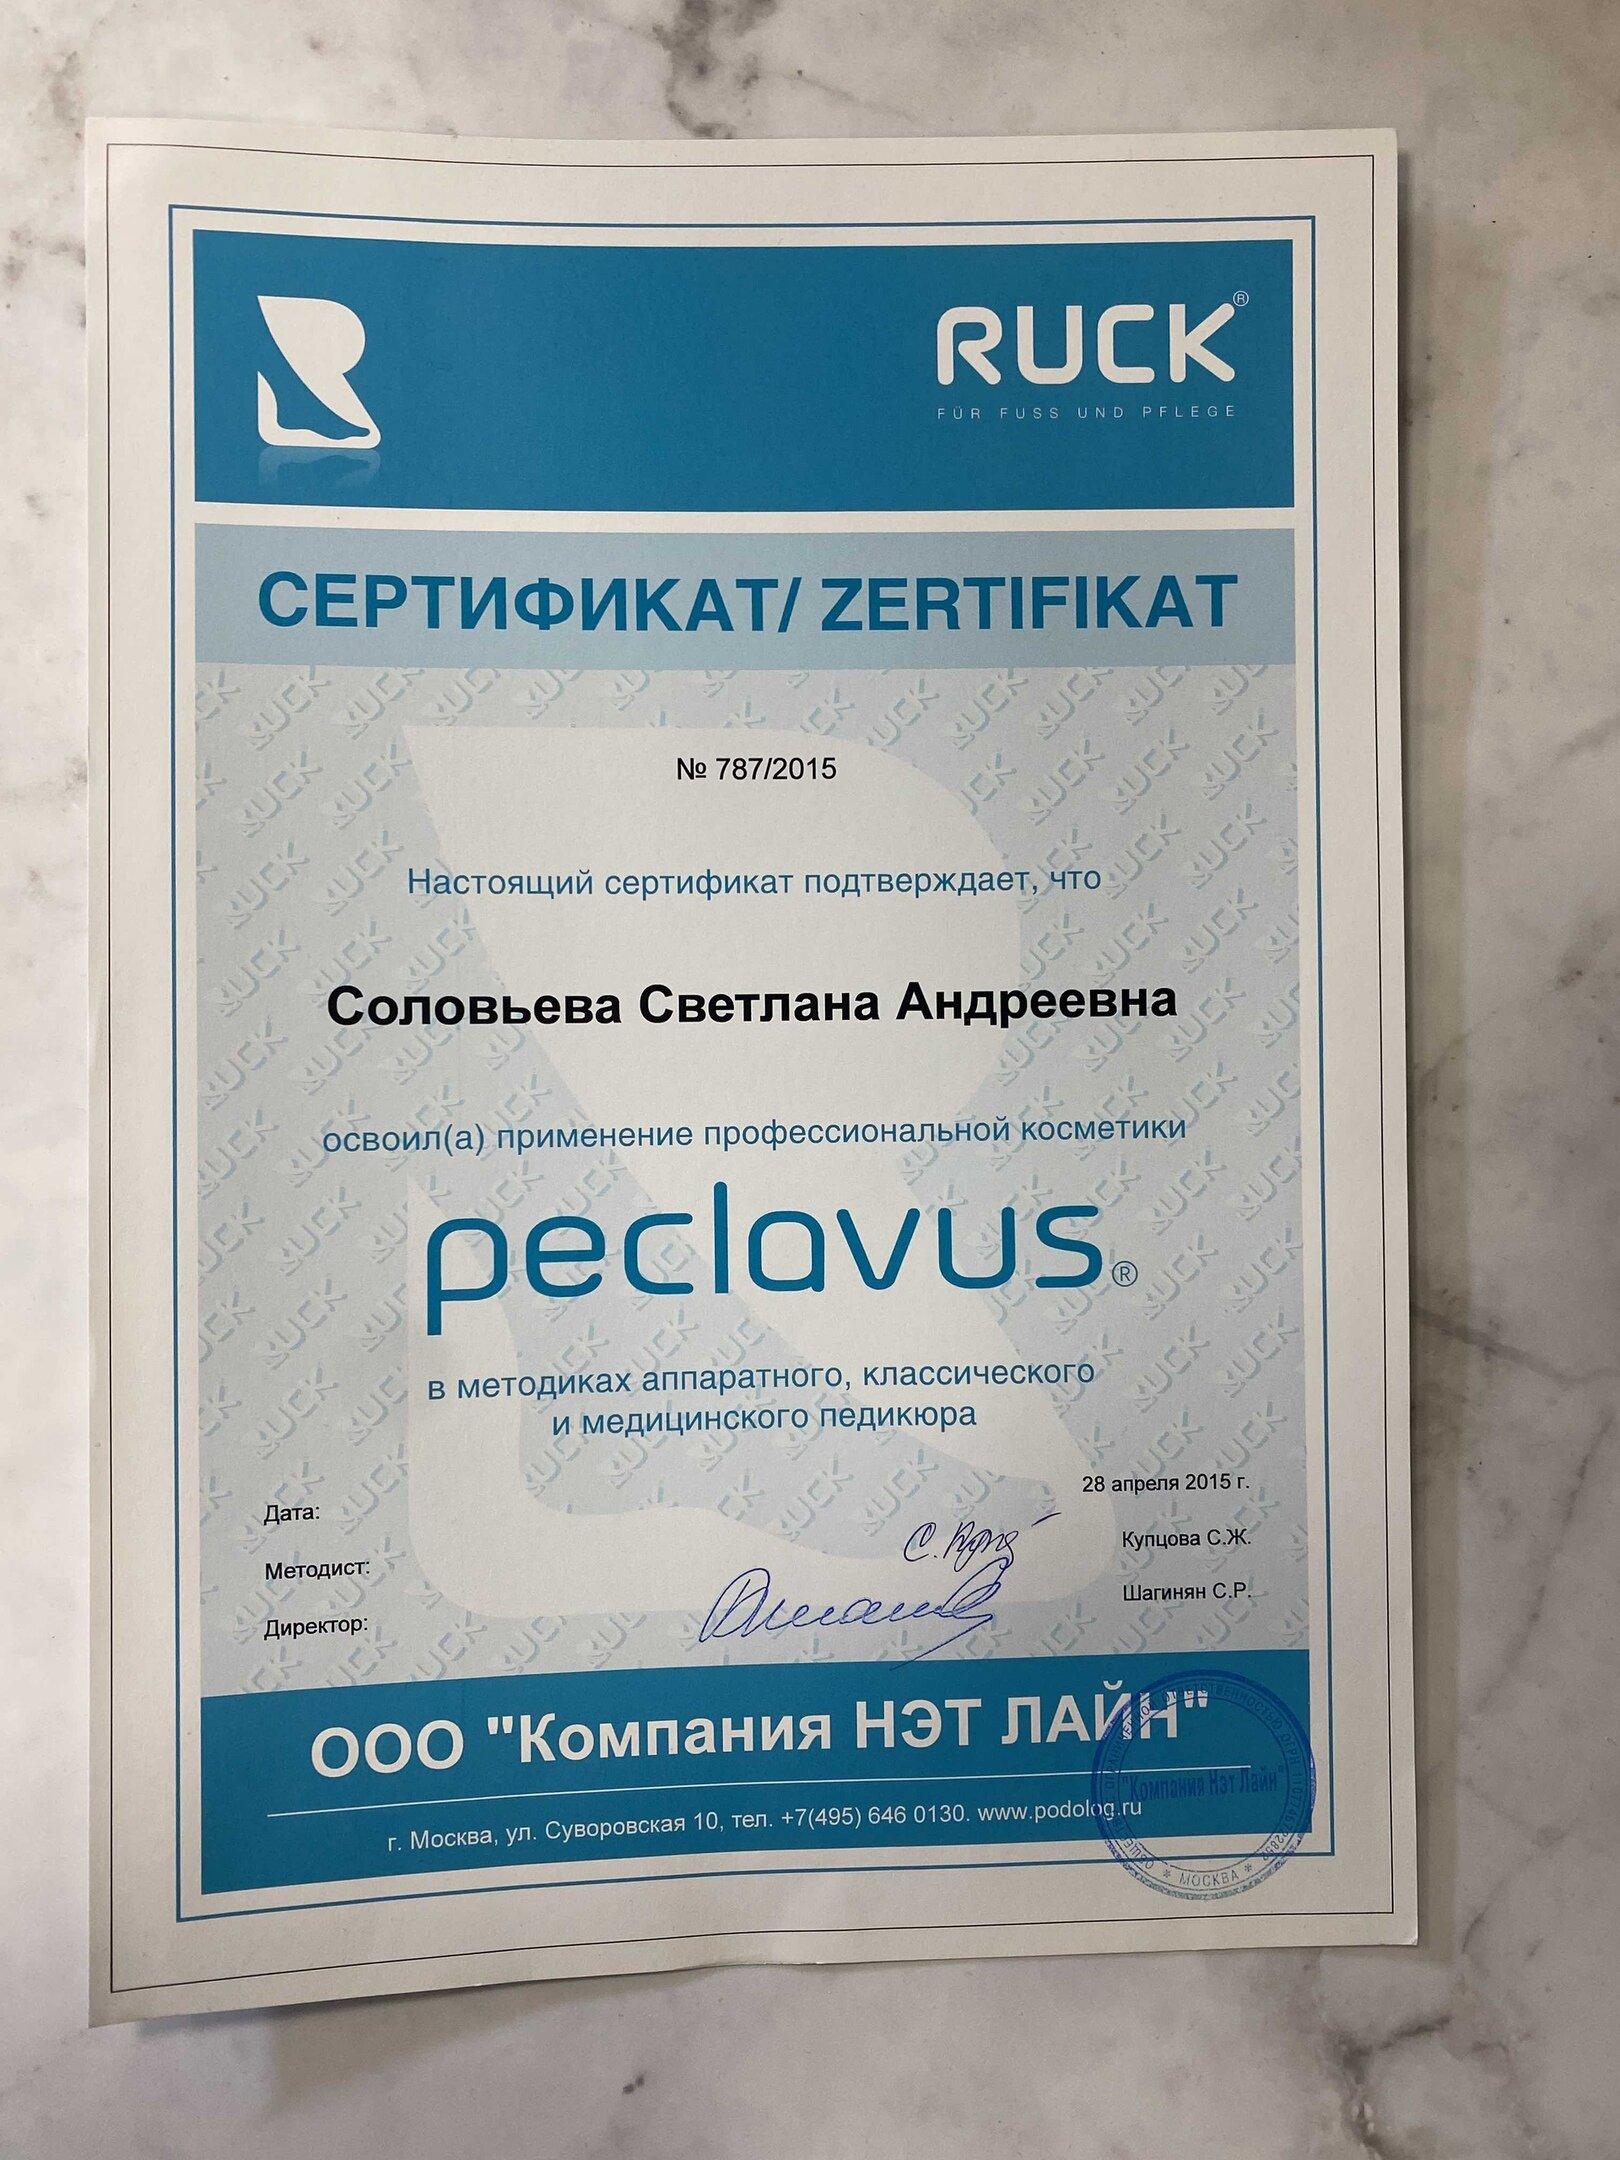 RUCK®
FÜR FUSS UND PFLEGE
СЕРТИФИКАТ/ ZERTIFIKAT
№ 787/2015
Настоящий сертификат подтверждает, что
Соловьева Светлана Андреевна
освоил(а) применение профессиональной косметики
peclavus®
в методиках аппаратного, классического
и медицинского педикюра
Дата: 28 апреля 2015 г.
Методист: Купцова С.Ж.
Директор: Шагинян С.Р.
ООО "Компания НЭТ ЛАЙН"
г. Москва, ул. Суворовская 10, тел. +7(495) 646 0130. www.podolog.ru
"Компания Нэт Лайн"
* МОСКВА *